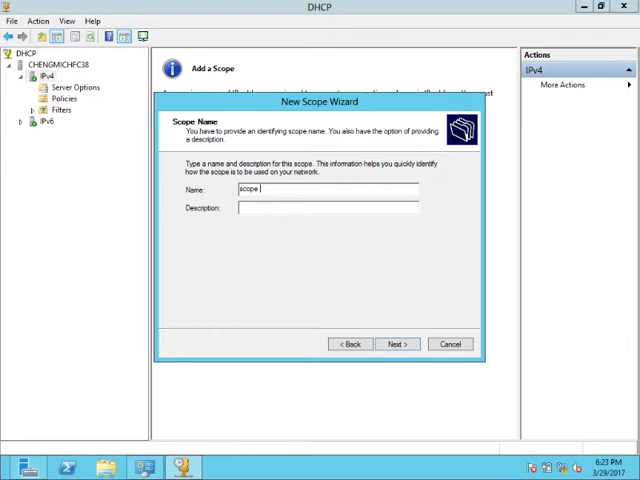 DHCP
File Action View Help
DHCP
CHENGMICHFC38
IPv4
Server Options
Policies
Filters
IPv6
Add a Scope
Actions
IPv4
More Actions
New Scope Wizard
Scope Name
You have to provide an identifying scope name. You also have the option of providing
a description.
Type a name and description for this scope. This information helps you quickly identify
how the scope is to be used on your network.
Name: scope
Description:
< Back Next > Cancel
6:23 PM
3/29/2017